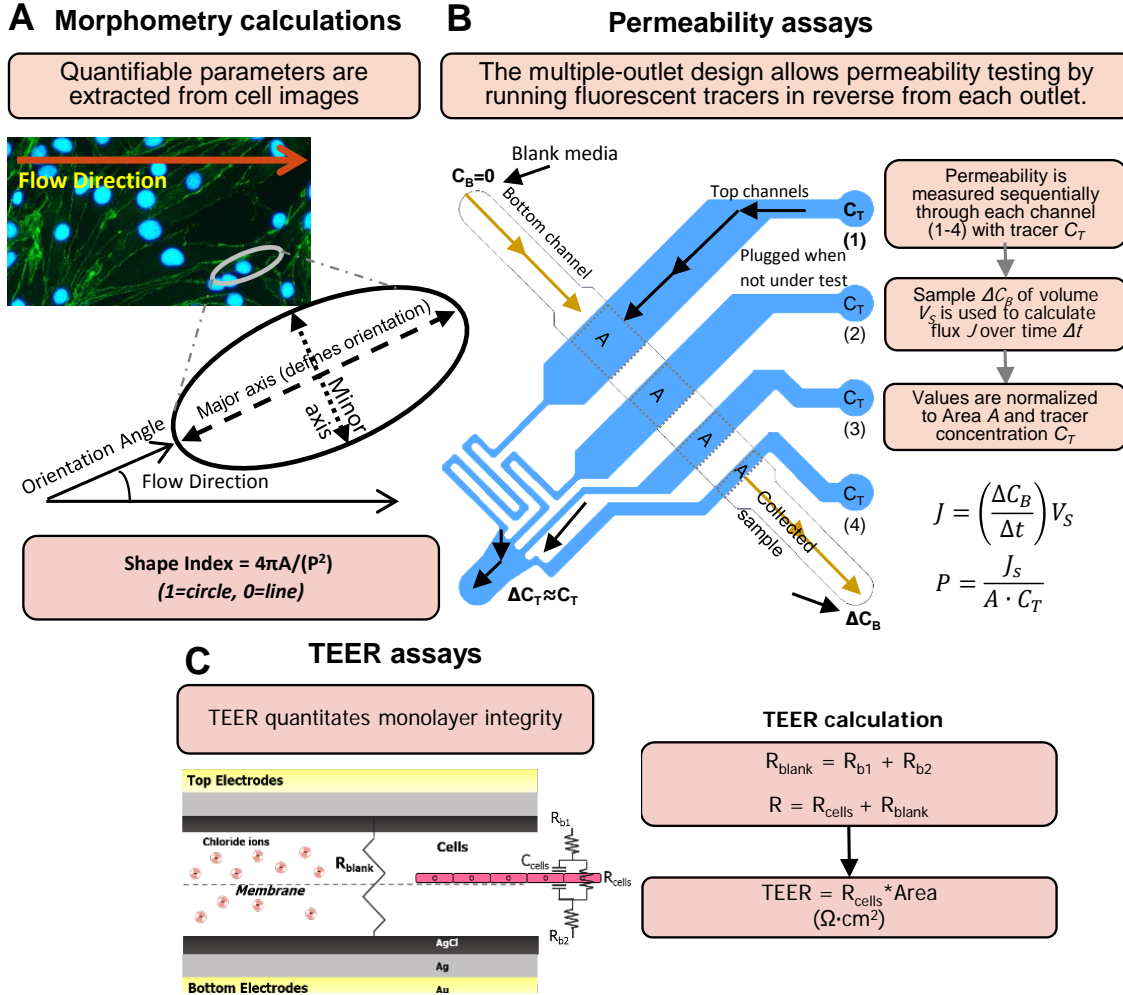 A Morphometry calculations
Quantifiable parameters are
extracted from cell images
Flow Direction
Major axis (defines orientation)
Minor
axis
Orientation Angle
Flow Direction
Shape Index = 4πA/(P²)
(1=circle, 0=line)
B Permeability assays
The multiple-outlet design allows permeability testing by
running fluorescent tracers in reverse from each outlet.
Blank media
C_B=0
Bottom channel
Top channels
C_T
(1)
Plugged when
not under test
C_T
(2)
C_T
(3)
C_T
(4)
A
A
A
A
Collected
sample
ΔC_T≈C_T
ΔC_B
Permeability is
measured sequentially
through each channel
(1-4) with tracer C_T
Sample ΔC_B of volume
V_S is used to calculate
flux J over time Δt
Values are normalized
to Area A and tracer
concentration C_T
J = (ΔC_B/Δt) V_S
P = J_s/(A · C_T)
C TEER assays
TEER quantitates monolayer integrity
Top Electrodes
Chloride ions
R_blank
Cells
Membrane
R_b1
C_cells
R_cells
R_b2
AgCl
Ag
Bottom Electrodes Au
TEER calculation
R_blank = R_b1 + R_b2
R = R_cells + R_blank
TEER = R_cells*Area
(Ω·cm²)